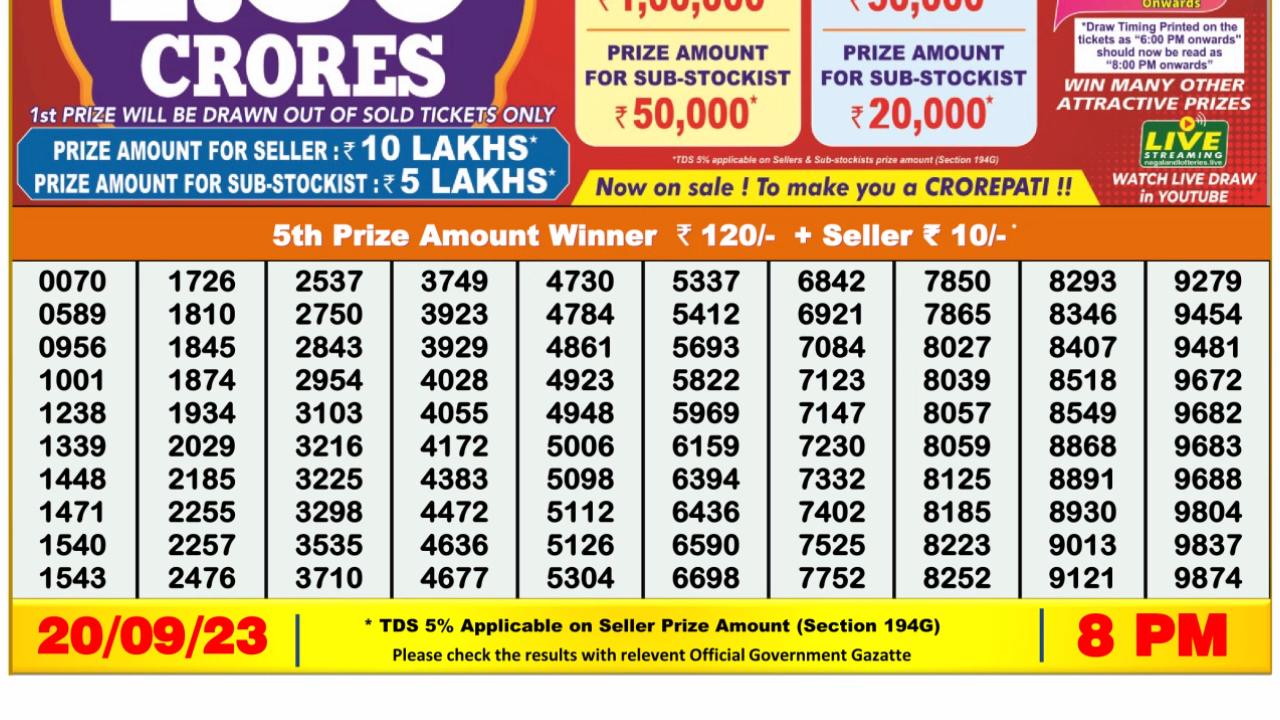 CRORES
1st PRIZE WILL BE DRAWN OUT OF SOLD TICKETS ONLY
PRIZE AMOUNT FOR SELLER : ₹ 10 LAKHS*
PRIZE AMOUNT FOR SUB-STOCKIST : ₹ 5 LAKHS*
PRIZE AMOUNT
FOR SUB-STOCKIST
₹ 50,000*
PRIZE AMOUNT
FOR SUB-STOCKIST
₹ 20,000*
*TDS 5% applicable on Sellers & Sub-stockists prize amount (Section 194G)
Now on sale ! To make you a CROREPATI !!
Onwards
*Draw Timing Printed on the
tickets as "6:00 PM onwards"
should now be read as
"8:00 PM onwards"
WIN MANY OTHER
ATTRACTIVE PRIZES
LIVE
STREAMING
nagalandlotteries.live
WATCH LIVE DRAW
in YOUTUBE
5th Prize Amount Winner ₹ 120/- + Seller ₹ 10/-*
0070 1726 2537 3749 4730 5337 6842 7850 8293 9279
0589 1810 2750 3923 4784 5412 6921 7865 8346 9454
0956 1845 2843 3929 4861 5693 7084 8027 8407 9481
1001 1874 2954 4028 4923 5822 7123 8039 8518 9672
1238 1934 3103 4055 4948 5969 7147 8057 8549 9682
1339 2029 3216 4172 5006 6159 7230 8059 8868 9683
1448 2185 3225 4383 5098 6394 7332 8125 8891 9688
1471 2255 3298 4472 5112 6436 7402 8185 8930 9804
1540 2257 3535 4636 5126 6590 7525 8223 9013 9837
1543 2476 3710 4677 5304 6698 7752 8252 9121 9874
20/09/23
* TDS 5% Applicable on Seller Prize Amount (Section 194G)
Please check the results with relevent Official Government Gazatte
8 PM